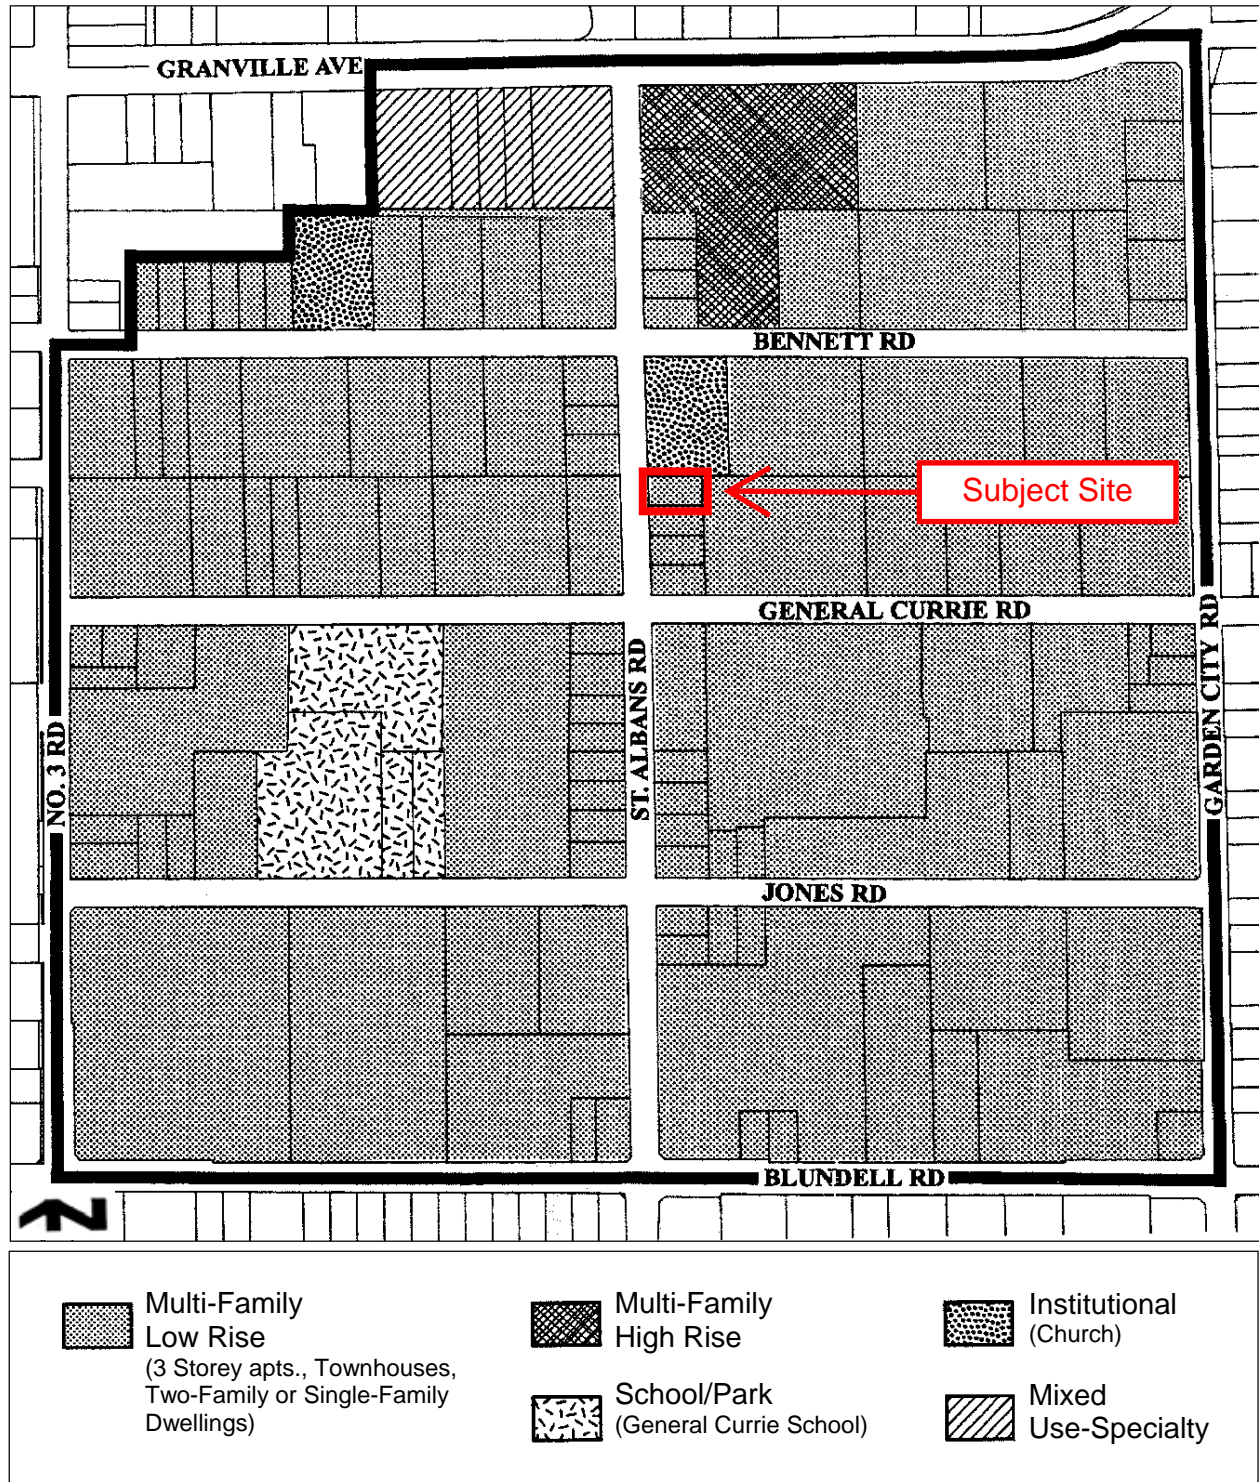 GRANVILLE AVE
BENNETT RD
Subject Site
GENERAL CURRIE RD
NO. 3 RD
ST. ALBANS RD
GARDEN CITY RD
JONES RD
BLUNDELL RD
N
Multi-Family
Low Rise
(3 Storey apts., Townhouses,
Two-Family or Single-Family
Dwellings)
Multi-Family
High Rise
School/Park
(General Currie School)
Institutional
(Church)
Mixed
Use-Specialty